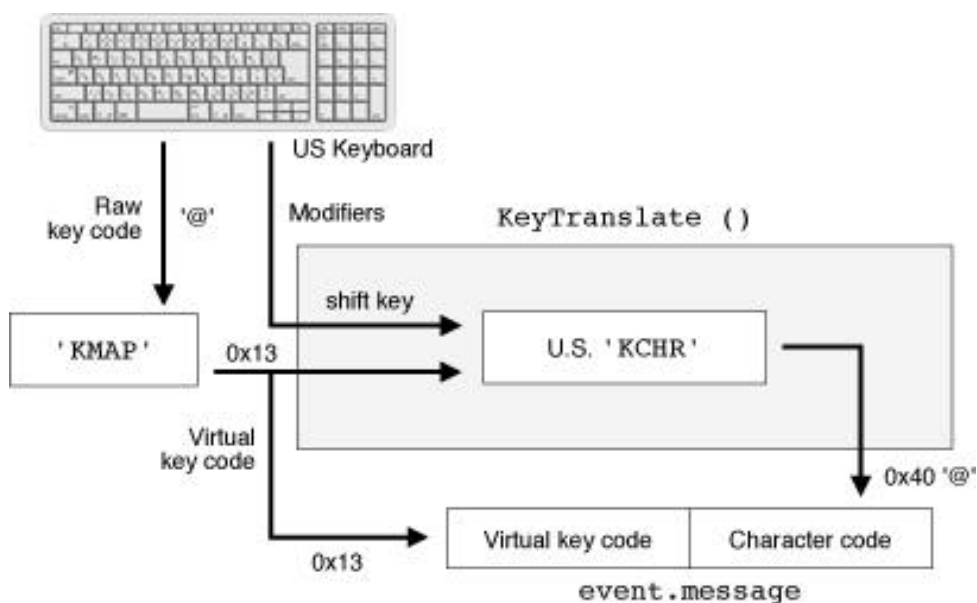 US Keyboard
Raw
key code
'@'
Modifiers
KeyTranslate ()
shift key
'KMAP'
0x13
U.S. 'KCHR'
Virtual
key code
0x40 '@'
0x13
Virtual key code
Character code
event.message